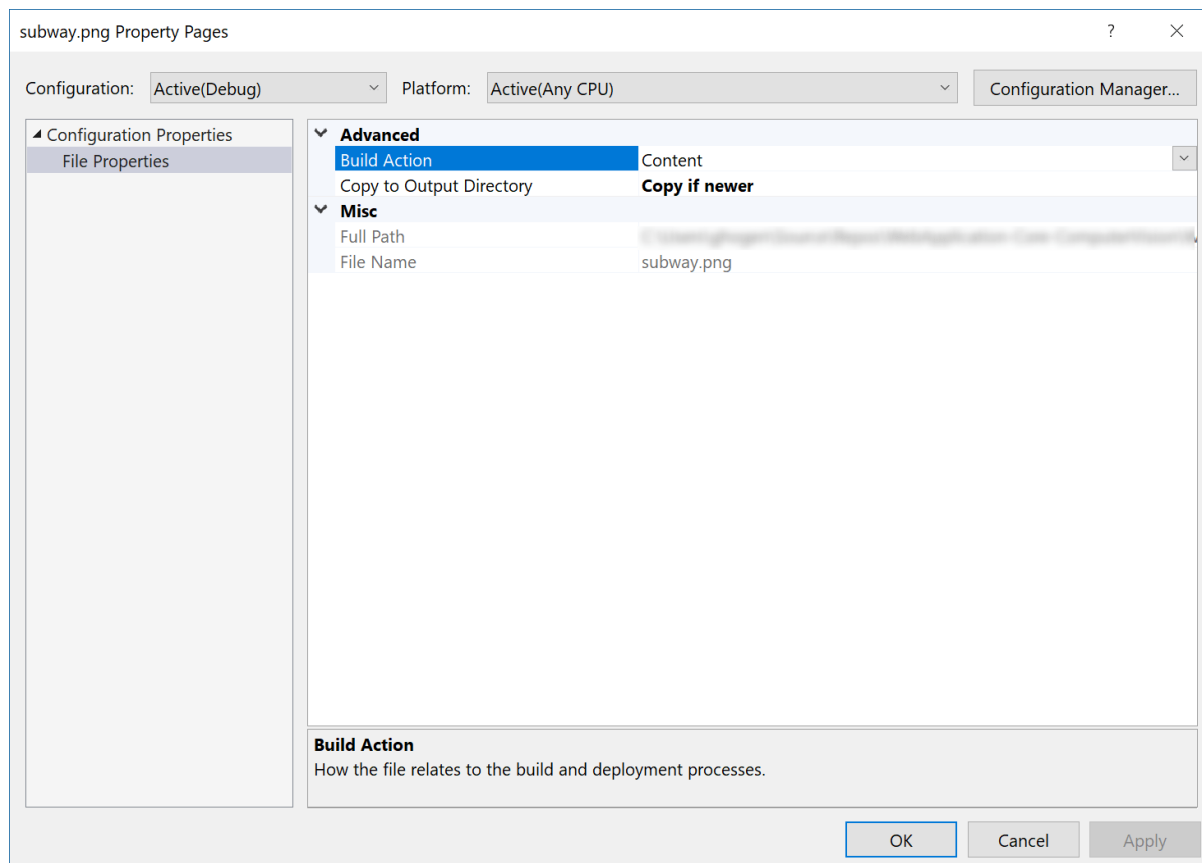 subway.png Property Pages
?
Configuration: Active(Debug) Platform: Active(Any CPU) Configuration Manager...
Configuration Properties
File Properties
Advanced
Build Action Content
Copy to Output Directory Copy if newer
Misc
Full Path
File Name subway.png
Build Action
How the file relates to the build and deployment processes.
OK Cancel Apply